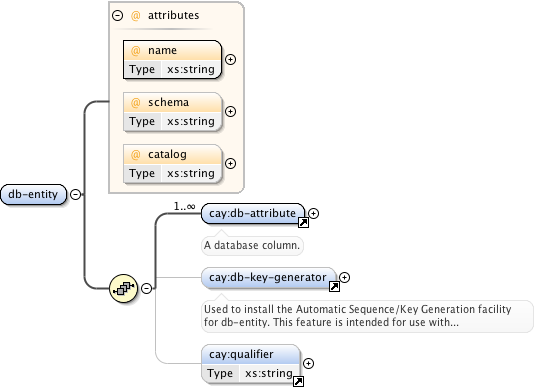 @ attributes
@ name
Type xs:string
@ schema
Type xs:string
@ catalog
Type xs:string
db-entity
1..∞
cay:db-attribute
A database column.
cay:db-key-generator
Used to install the Automatic Sequence/Key Generation facility
for db-entity. This feature is intended for use with...
cay:qualifier
Type xs:string